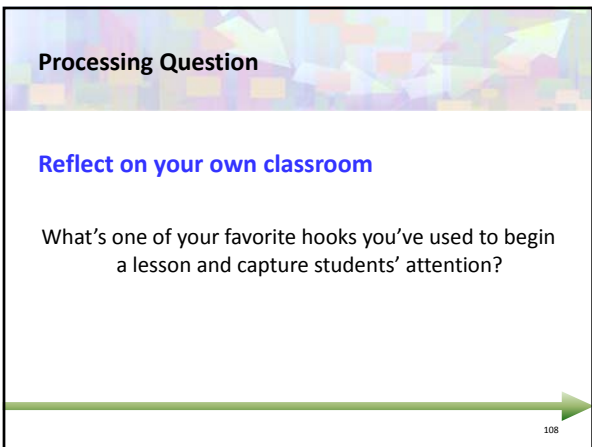 Processing Question
Reflect on your own classroom
What’s one of your favorite hooks you’ve used to begin
a lesson and capture students’ attention?
108